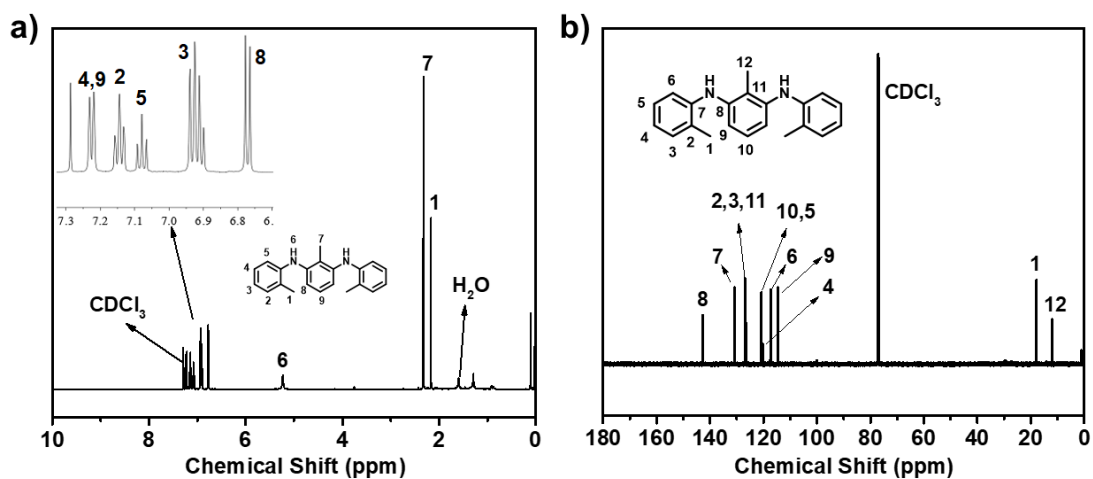 a)
7
3
8
4,9
2
5
7.3 7.2 7.1 7.0 6.9 6.8 6.
1
H 6 7 H
N N
5
4
3
2 1 8 9
CDCl3
H2O
6
10 8 6 4 2 0
Chemical Shift (ppm)
b)
12
H 11 H
6 N N
5 7 8
4 2 9
3 1 10
CDCl3
2,3,11
10,5
7 6 9
4
8
1
12
180 160 140 120 100 80 60 40 20 0
Chemical Shift (ppm)